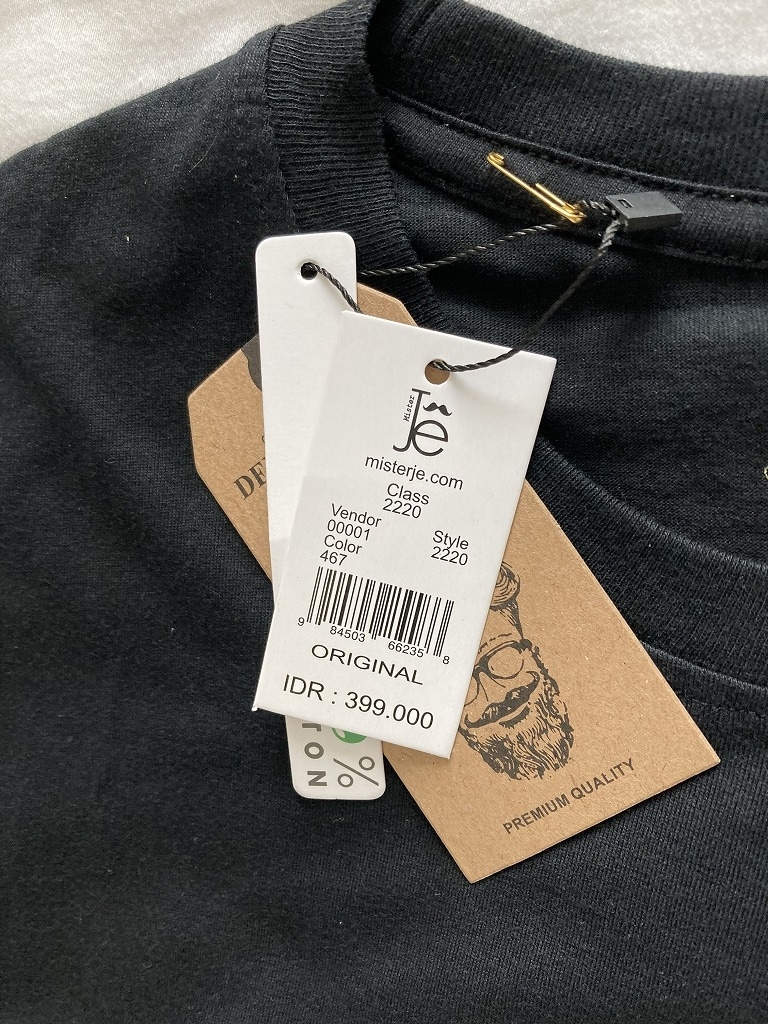 Mister
Je
misterje.com
Class
2220
Vendor
00001
Style
2220
Color
467
9 84503 66235 8
ORIGINAL
IDR : 399.000
PREMIUM QUALITY
%